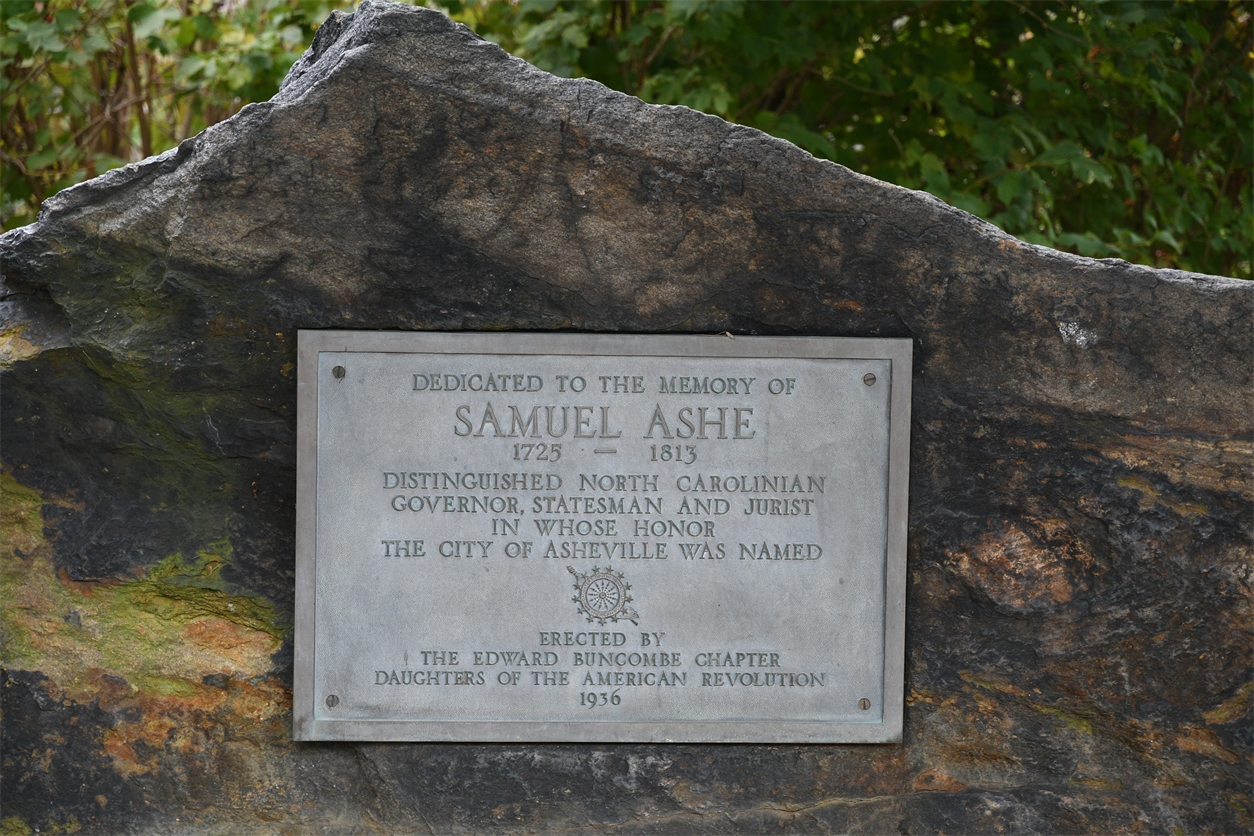 DEDICATED TO THE MEMORY OF
SAMUEL ASHE
1725 — 1813
DISTINGUISHED NORTH CAROLINIAN
GOVERNOR, STATESMAN AND JURIST
IN WHOSE HONOR
THE CITY OF ASHEVILLE WAS NAMED
ERECTED BY
THE EDWARD BUNCOMBE CHAPTER
DAUGHTERS OF THE AMERICAN REVOLUTION
1936